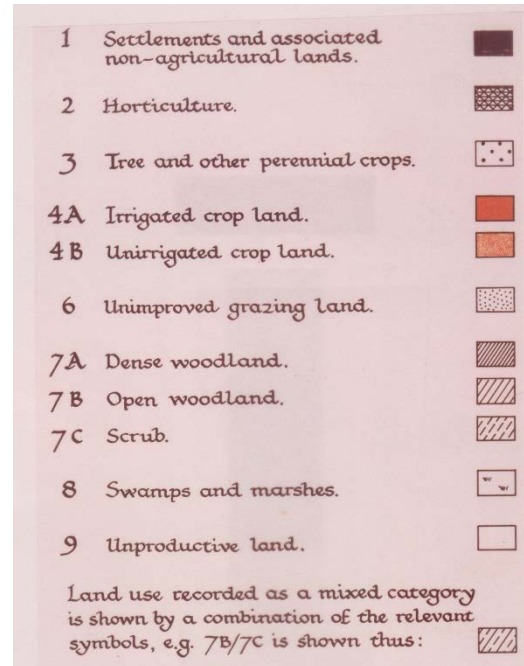 1 Settlements and associated
non-agricultural lands.
2 Horticulture.
3 Tree and other perennial crops.
4A Irrigated crop land.
4B Unirrigated crop land.
6 Unimproved grazing land.
7A Dense woodland.
7B Open woodland.
7C Scrub.
8 Swamps and marshes.
9 Unproductive land.
Land use recorded as a mixed category
is shown by a combination of the relevant
symbols, e.g. 7B/7C is shown thus: